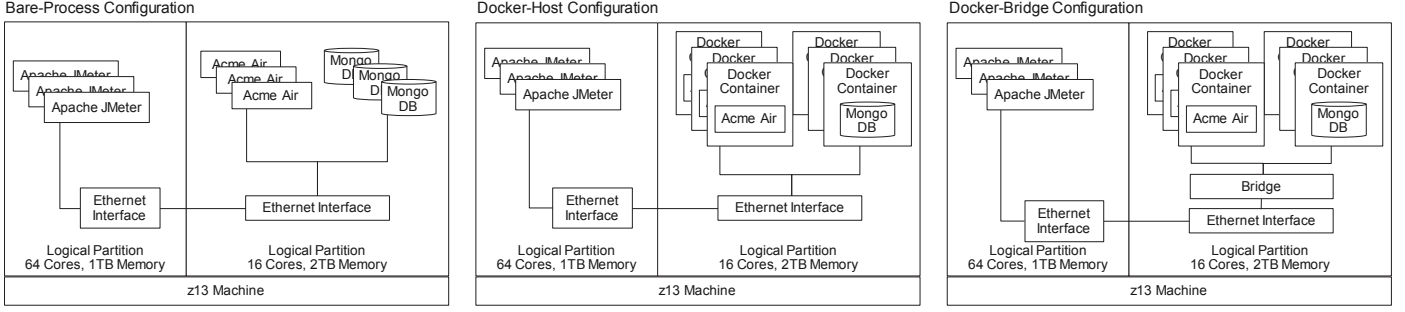 Bare-Process Configuration
Apache JMeter
Apache JMeter
Apache JMeter
Acme Air
Acme Air
Acme Air
Mongo
DB
Mongo
DB
Mongo
DB
Ethernet
Interface
Ethernet Interface
Logical Partition
64 Cores, 1TB Memory
Logical Partition
16 Cores, 2TB Memory
z13 Machine
Docker-Host Configuration
Apache JMeter
Apache JMeter
Apache JMeter
Docker
Docker
Docker
Container
Acme Air
Docker
Docker
Docker
Container
Mongo
DB
Ethernet
Interface
Ethernet Interface
Logical Partition
64 Cores, 1TB Memory
Logical Partition
16 Cores, 2TB Memory
z13 Machine
Docker-Bridge Configuration
Apache JMeter
Apache JMeter
Apache JMeter
Docker
Docker
Docker
Container
Acme Air
Docker
Docker
Docker
Container
Mongo
DB
Bridge
Ethernet
Interface
Ethernet Interface
Logical Partition
64 Cores, 1TB Memory
Logical Partition
16 Cores, 2TB Memory
z13 Machine